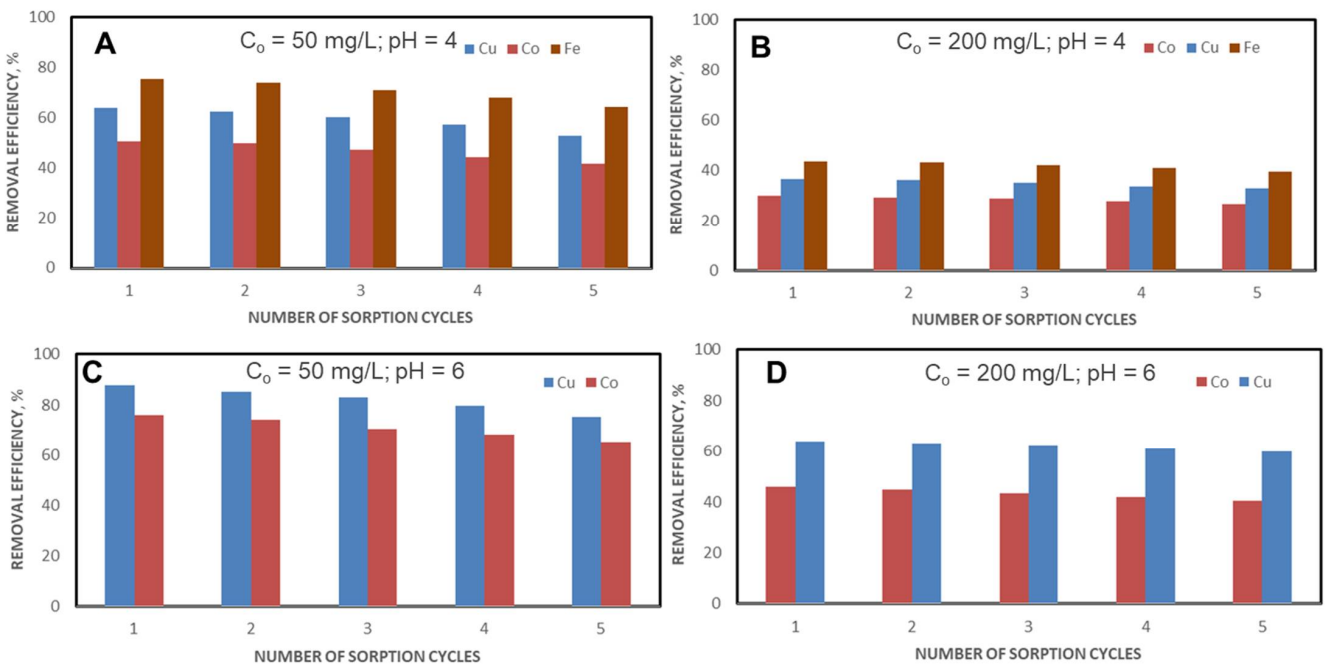 A
C₀ = 50 mg/L; pH = 4
Cu Co Fe
REMOVAL EFFICIENCY, %
100
80
60
40
20
0
1 2 3 4 5
NUMBER OF SORPTION CYCLES
B
C₀ = 200 mg/L; pH = 4
Co Cu Fe
REMOVAL EFFICIENCY, %
100
80
60
40
20
0
1 2 3 4 5
NUMBER OF SORPTION CYCLES
C
C₀ = 50 mg/L; pH = 6
Cu Co
REMOVAL EFFICIENCY, %
100
80
60
40
20
0
1 2 3 4 5
NUMBER OF SORPTION CYCLES
D
C₀ = 200 mg/L; pH = 6
Co Cu
REMOVAL EFFICIENCY, %
100
80
60
40
20
0
1 2 3 4 5
NUMBER OF SORPTION CYCLES